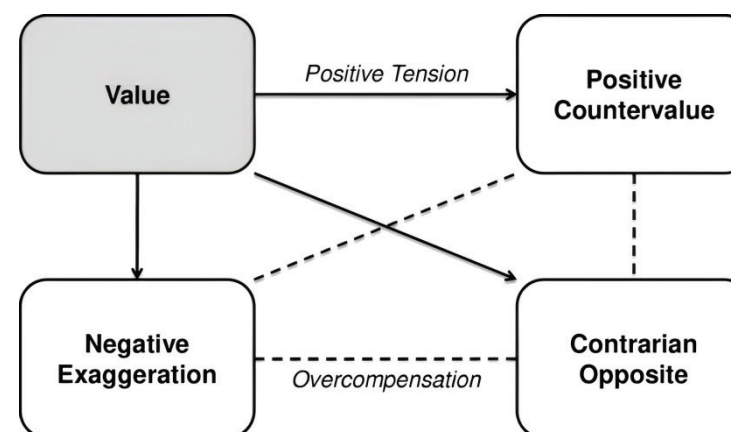 Value
Positive Tension
Positive
Countervalue
Negative
Exaggeration
Overcompensation
Contrarian
Opposite